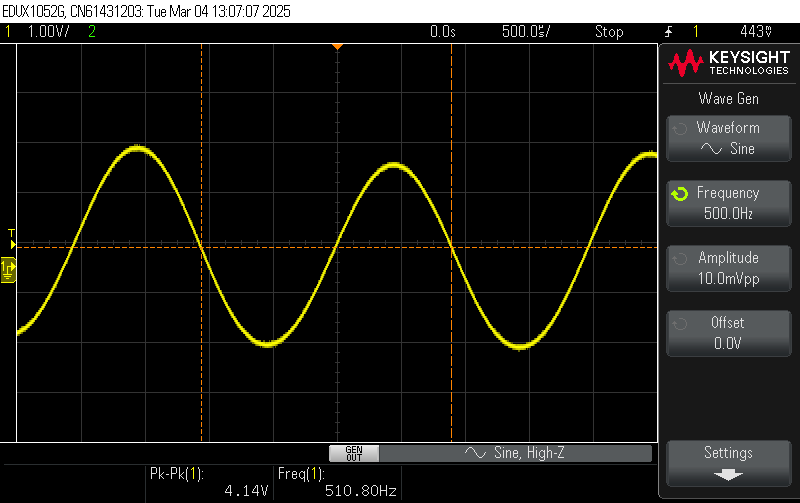 EDUX1052G, CN61431203: Tue Mar 04 13:07:07 2025
1 1.00V/ 2 0.0s 500.0µs/ Stop 1 443mV
KEYSIGHT
TECHNOLOGIES
Wave Gen
Waveform
Sine
Frequency
500.0Hz
Amplitude
10.0mVpp
Offset
0.0V
T
1
GEN
OUT
Sine, High-Z
Settings
Pk-Pk(1): Freq(1):
4.14V 510.80Hz